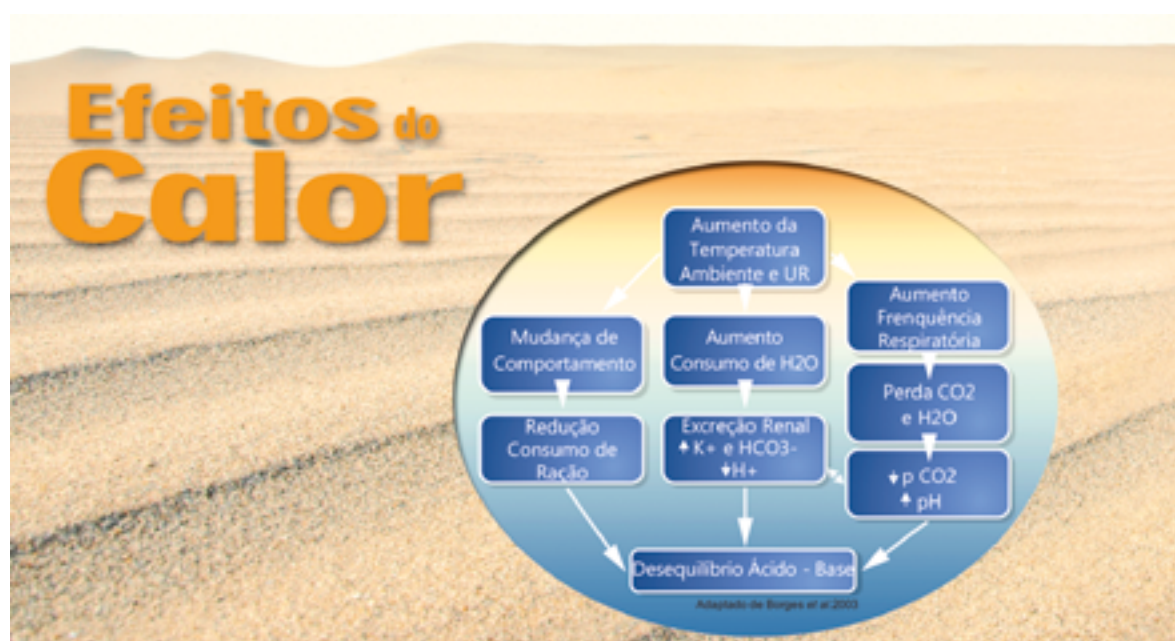 Efeitos do
Calor
Aumento da
Temperatura
Ambiente e UR
Mudança de
Comportamento
Redução
Consumo de
Ração
Aumento
Consumo de H2O
Excreção Renal
↑K+ e HCO3-
↓H+
Aumento
Frenquência
Respiratória
Perda CO2
e H2O
↓p CO2
↑ pH
Desequilíbrio Ácido - Base
Adaptado de Borges et al.2003